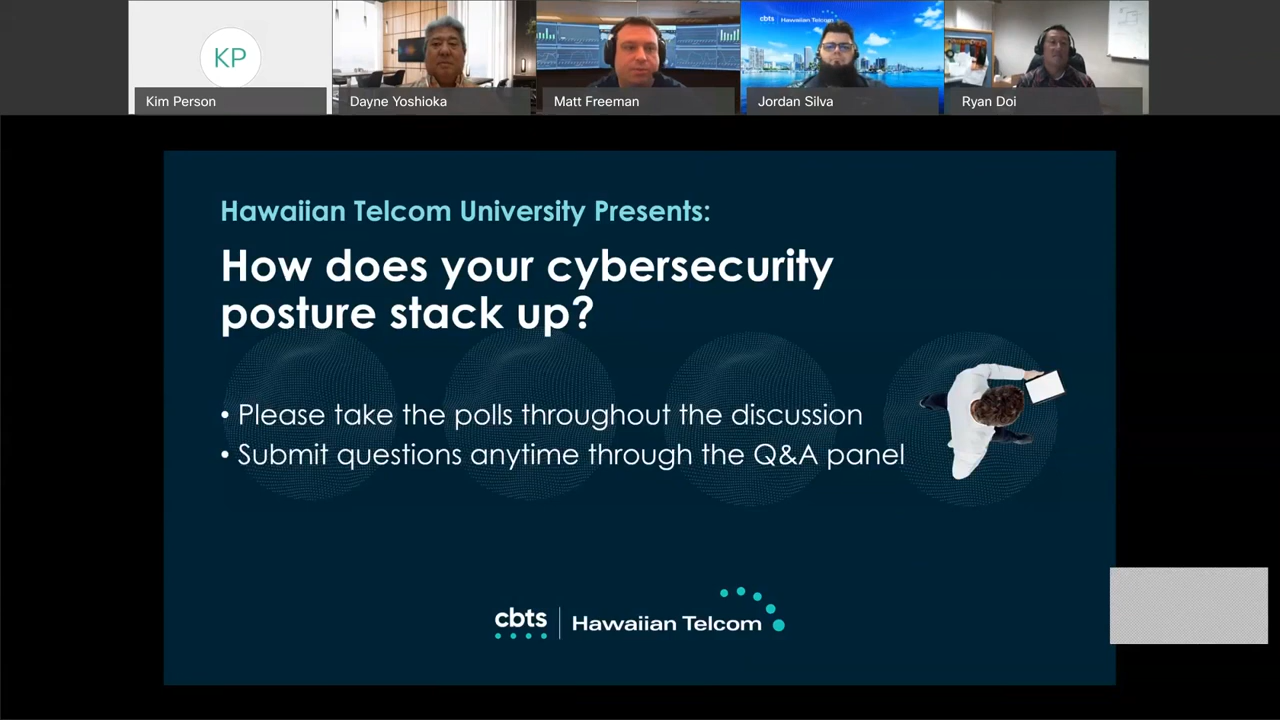 KP
Kim Person
Dayne Yoshioka
Matt Freeman
cbts | Hawaiian Telcom
Jordan Silva
Ryan Doi
Hawaiian Telcom University Presents:
How does your cybersecurity
posture stack up?
• Please take the polls throughout the discussion
• Submit questions anytime through the Q&A panel
cbts | Hawaiian Telcom